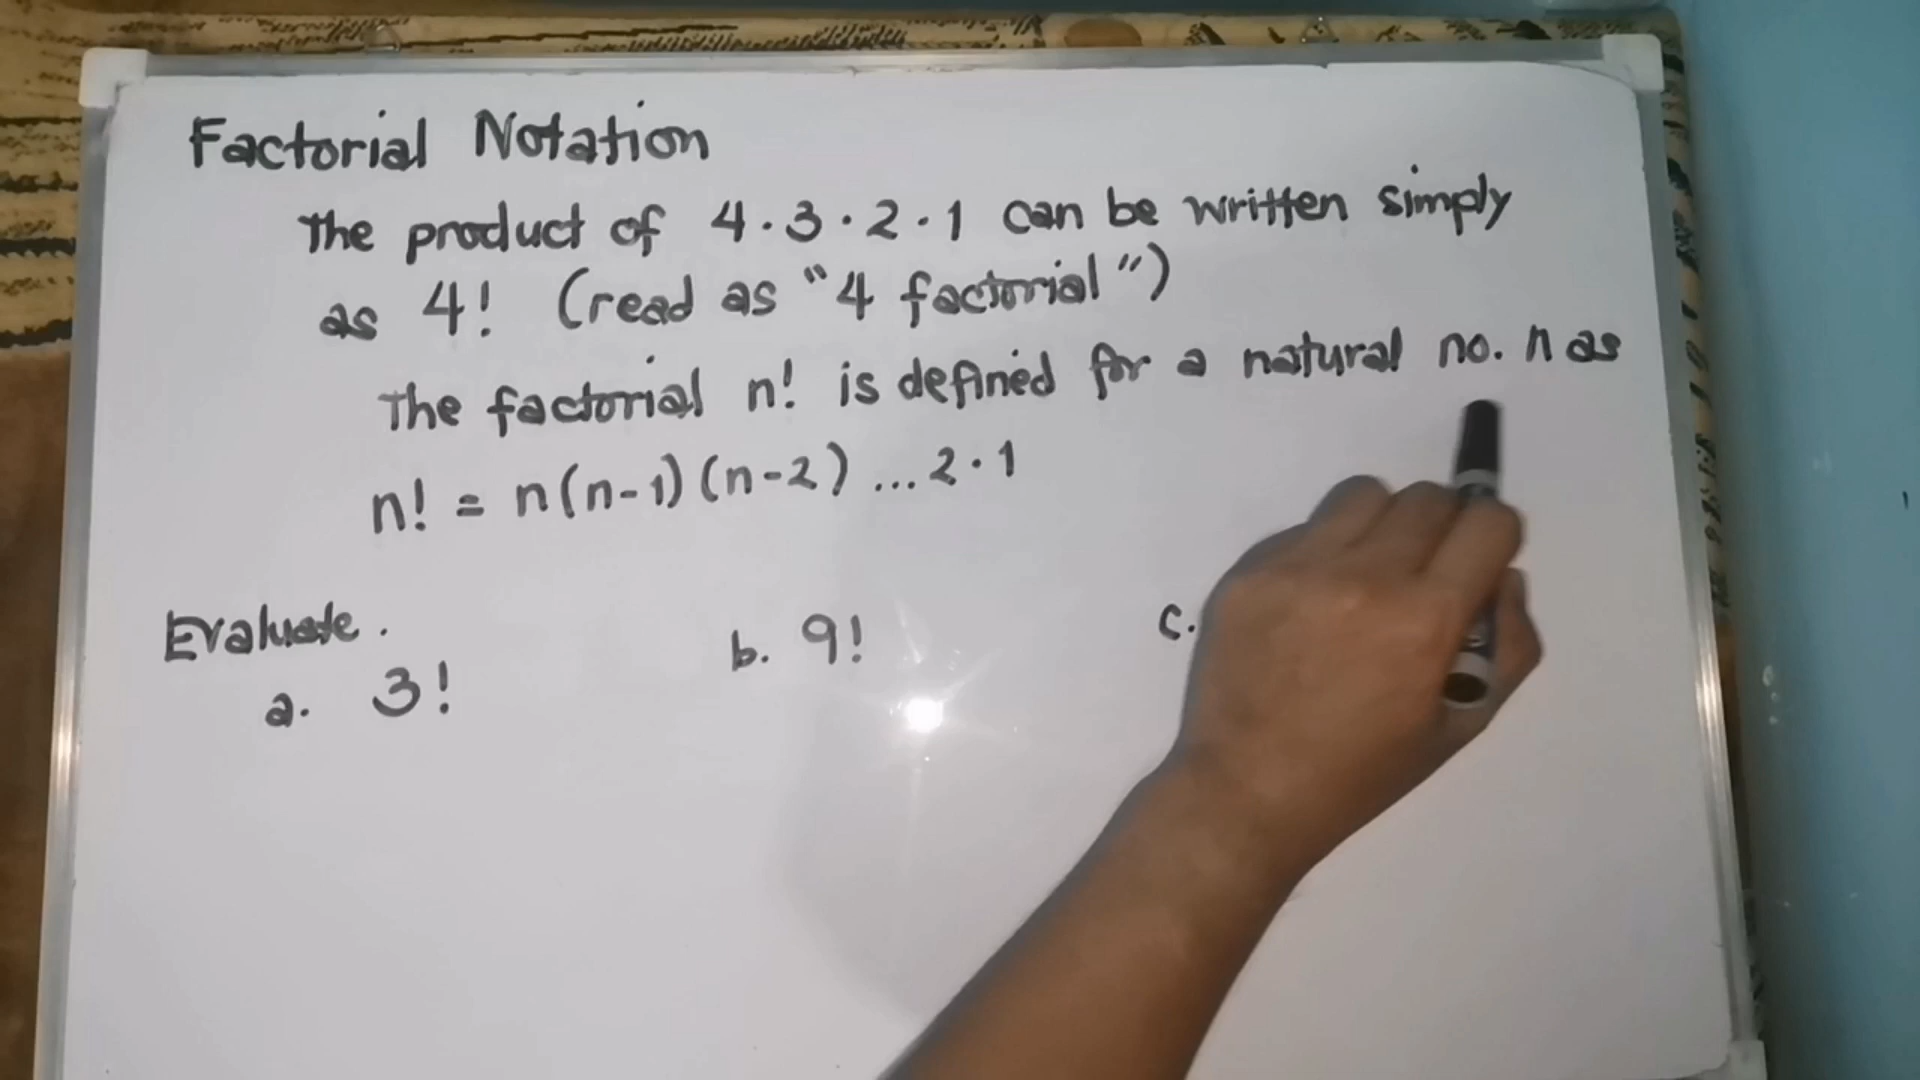 Factorial Notation
The product of 4 · 3 · 2 · 1 can be written simply
as 4! (read as "4 factorial")
The factorial n! is defined for a natural no. n as
n! = n(n-1)(n-2) ... 2 · 1
Evaluate.
a. 3! b. 9! c.